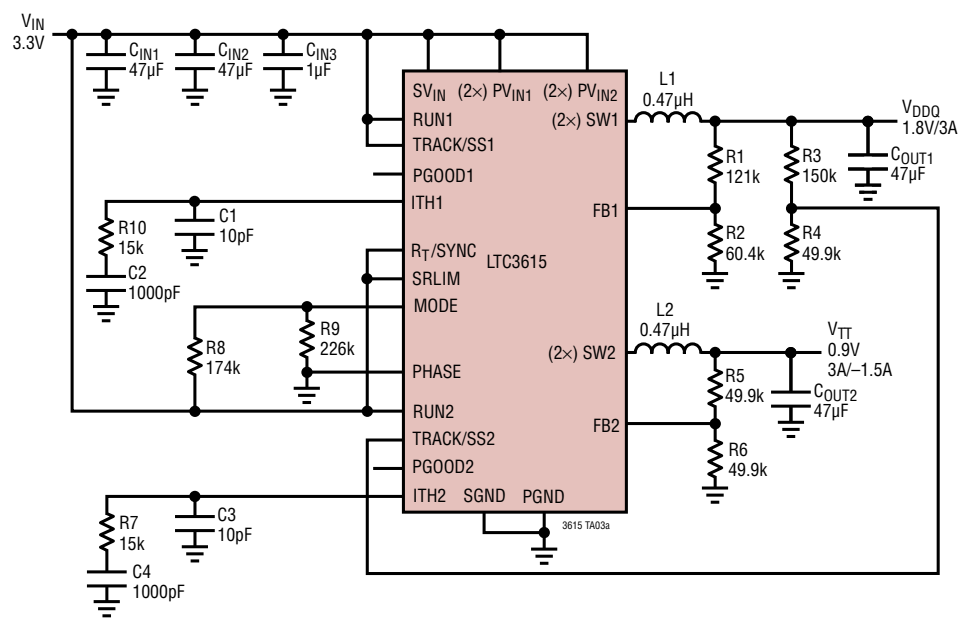 VIN
3.3V
CIN1
47µF
CIN2
47µF
CIN3
1µF
SVIN
(2×) PVIN1
(2×) PVIN2
RUN1
TRACK/SS1
PGOOD1
ITH1
RT/SYNC
SRLIM
MODE
PHASE
RUN2
TRACK/SS2
PGOOD2
ITH2
SGND
PGND
LTC3615
(2×) SW1
FB1
(2×) SW2
FB2
L1
0.47µH
VDDQ
1.8V/3A
R1
121k
R3
150k
COUT1
47µF
R2
60.4k
R4
49.9k
L2
0.47µH
VTT
0.9V
3A/–1.5A
R5
49.9k
COUT2
47µF
R6
49.9k
R10
15k
C1
10pF
C2
1000pF
R8
174k
R9
226k
R7
15k
C3
10pF
C4
1000pF
3615 TA03a